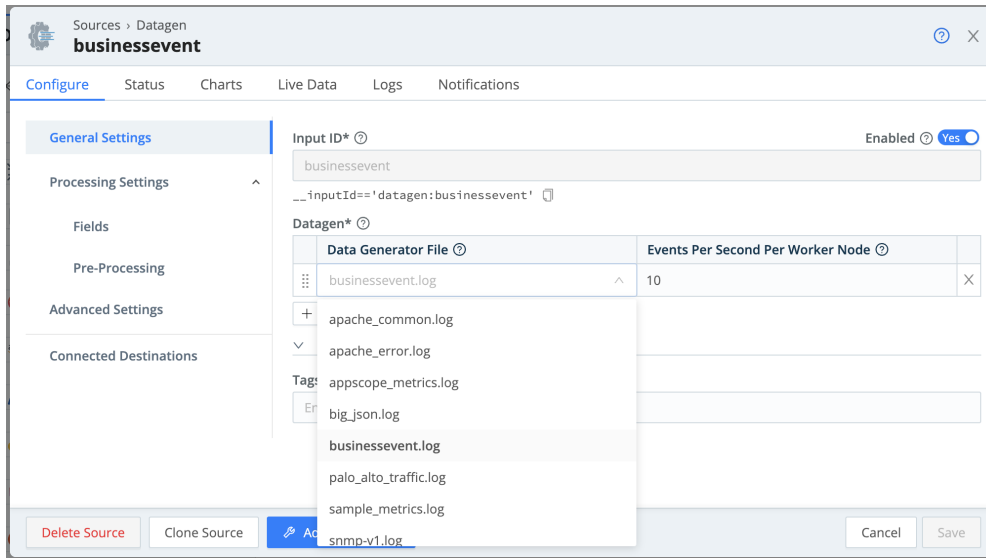 Sources › Datagen
businessevent
Configure Status Charts Live Data Logs Notifications
General Settings
Processing Settings
Fields
Pre-Processing
Advanced Settings
Connected Destinations
Input ID*
Enabled Yes
businessevent
__inputId=='datagen:businessevent'
Datagen*
Data Generator File Events Per Second Per Worker Node
businessevent.log 10
apache_common.log
apache_error.log
appscope_metrics.log
big_json.log
businessevent.log
palo_alto_traffic.log
sample_metrics.log
snmp-v1.log
Tags
Delete Source Clone Source Cancel Save